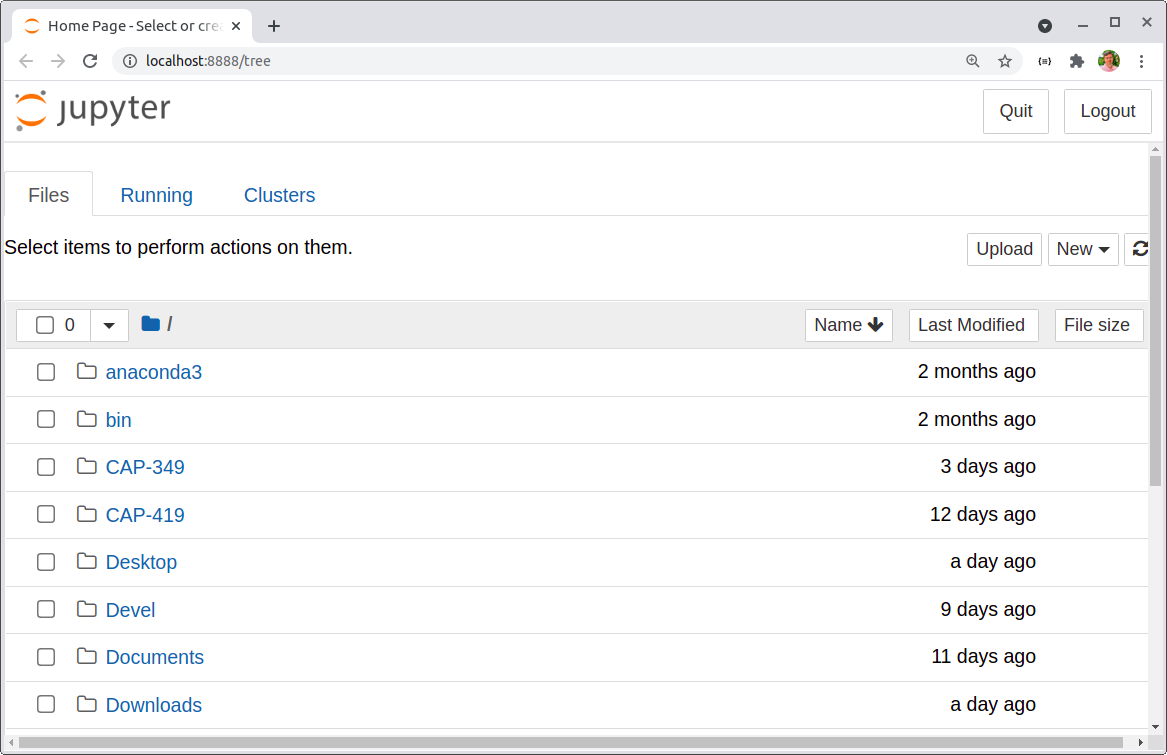 Home Page - Select or crea
localhost:8888/tree
jupyter
Quit
Logout
Files
Running
Clusters
Select items to perform actions on them.
Upload
New
0
/
Name
Last Modified
File size
anaconda3
2 months ago
bin
2 months ago
CAP-349
3 days ago
CAP-419
12 days ago
Desktop
a day ago
Devel
9 days ago
Documents
11 days ago
Downloads
a day ago